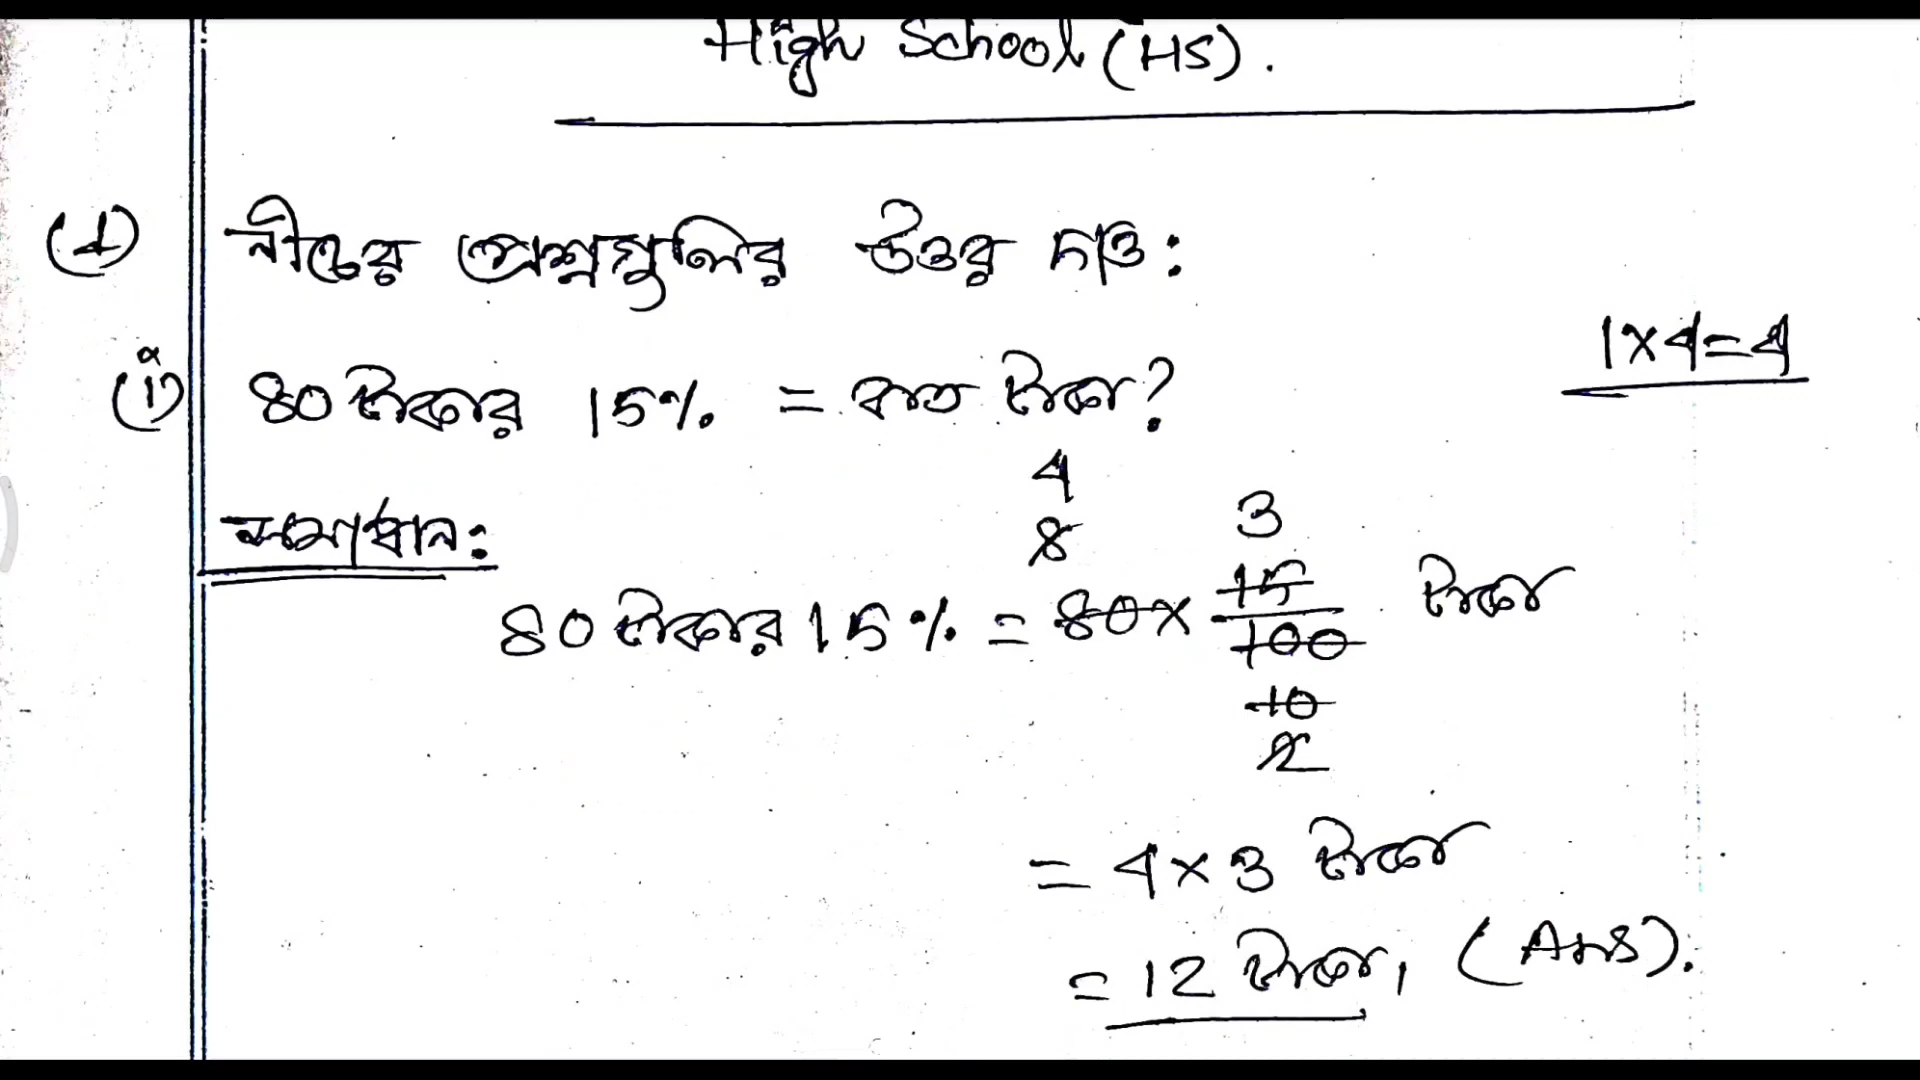 High School (HS).
(1) নীচের প্রশ্নগুলির উত্তর দাও:
1×4=4
(i) 80 টাকার 15% = কত টাকা?
সমাধান:
4
8 3
80 টাকার 15% = 80 × 15/100 টাকা
10
2
= 4 × 3 টাকা
= 12 টাকা, (Ans).